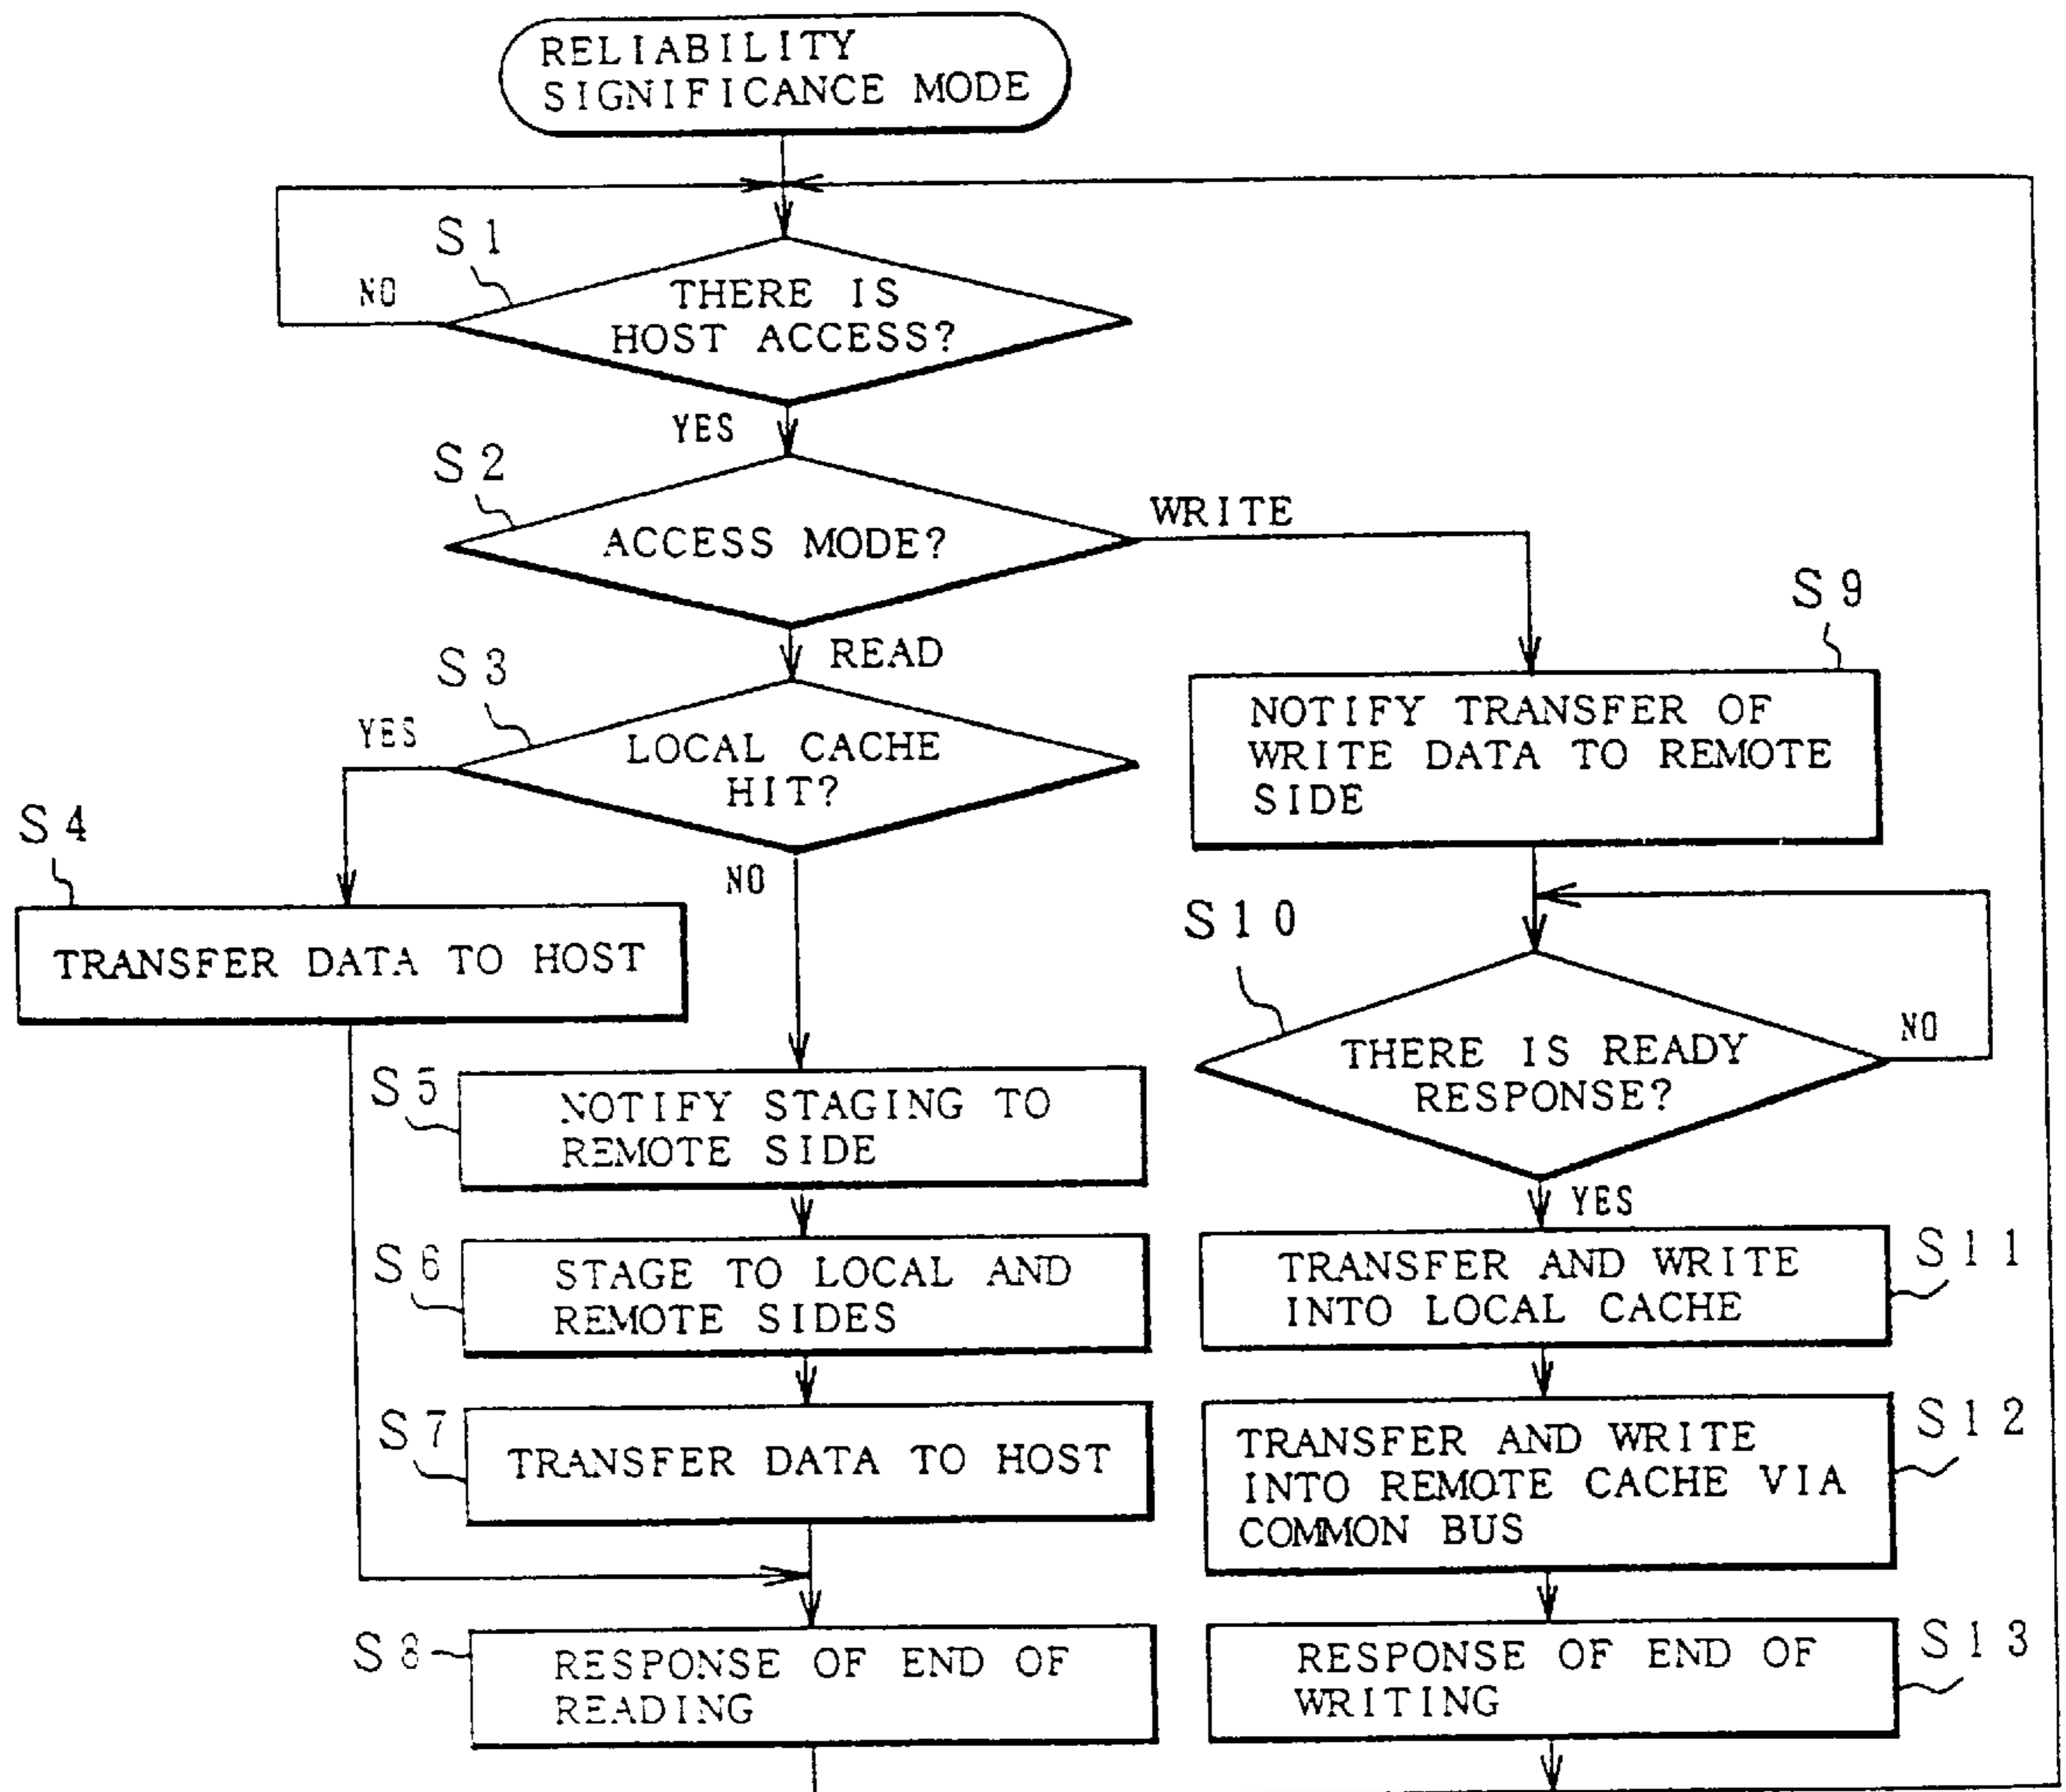 RELIABILITY
SIGNIFICANCE MODE
S1
NO
THERE IS
HOST ACCESS?
YES
S2
ACCESS MODE?
WRITE
READ
S3
YES
LOCAL CACHE
HIT?
NO
S4
TRANSFER DATA TO HOST
S5
NOTIFY STAGING TO
REMOTE SIDE
S6
STAGE TO LOCAL AND
REMOTE SIDES
S7
TRANSFER DATA TO HOST
S8
RESPONSE OF END OF
READING
S9
NOTIFY TRANSFER OF
WRITE DATA TO REMOTE
SIDE
S10
THERE IS READY
RESPONSE?
NO
YES
S11
TRANSFER AND WRITE
INTO LOCAL CACHE
S12
TRANSFER AND WRITE
INTO REMOTE CACHE VIA
COMMON BUS
S13
RESPONSE OF END OF
WRITING